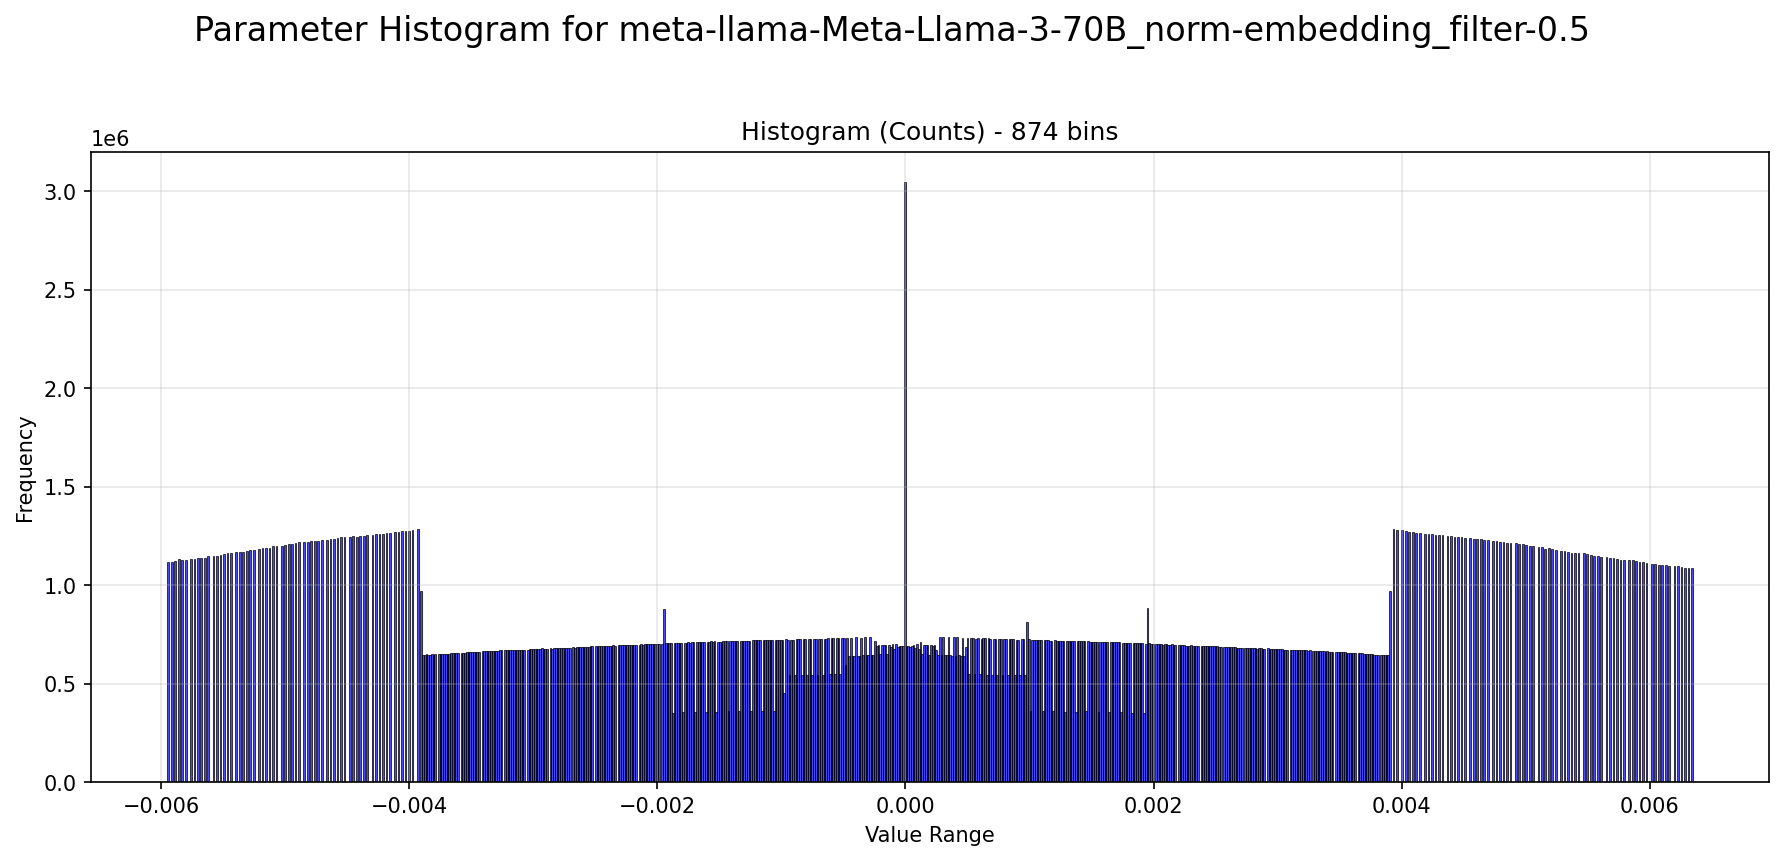 Parameter Histogram for meta-llama-Meta-Llama-3-70B_norm-embedding_filter-0.5
Histogram (Counts) - 874 bins
1e6
3.0
2.5
2.0
1.5
1.0
0.5
0.0
Frequency
−0.006 −0.004 −0.002 0.000 0.002 0.004 0.006
Value Range